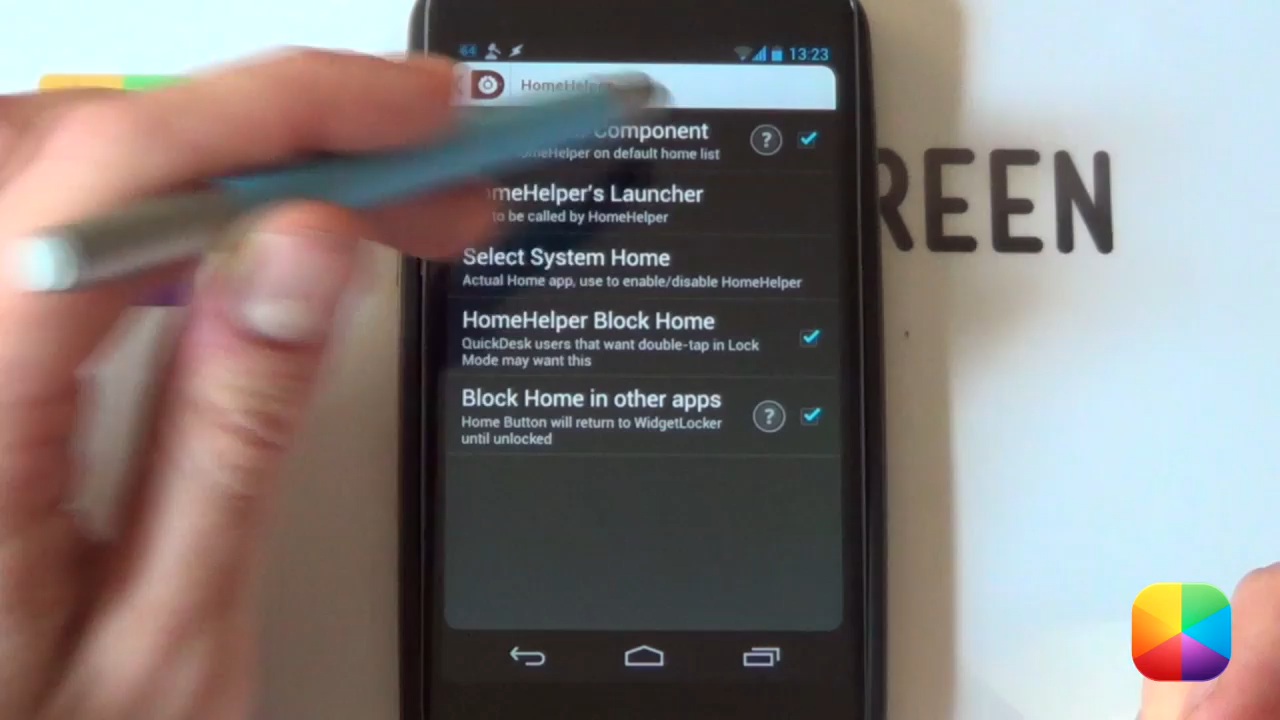 64 13:23
HomeHelper
Component
HomeHelper on default home list
HomeHelper's Launcher
to be called by HomeHelper
Select System Home
Actual Home app, use to enable/disable HomeHelper
HomeHelper Block Home
QuickDesk users that want double-tap in Lock
Mode may want this
Block Home in other apps
Home Button will return to WidgetLocker
until unlocked
REEN